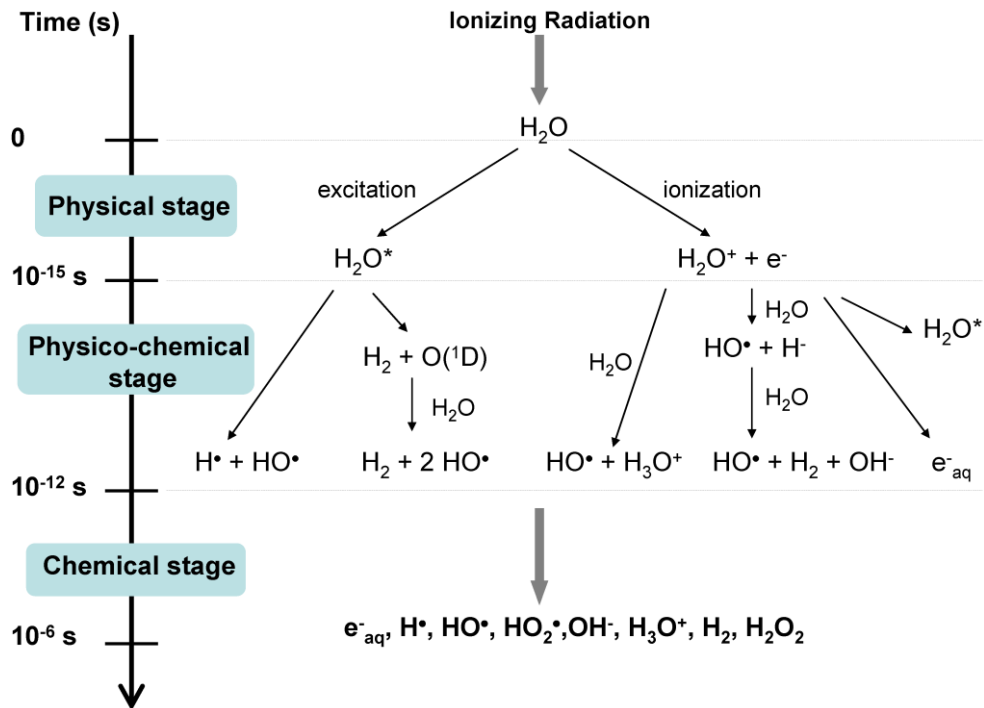 Time (s)
Ionizing Radiation
0
H₂O
excitation
ionization
Physical stage
H₂O*
H₂O⁺ + e⁻
10⁻¹⁵ s
H₂O
H₂O*
Physico-chemical
stage
H₂ + O(¹D)
H₂O
HO• + H⁻
H₂O
H₂O
H• + HO•
H₂ + 2 HO•
HO• + H₃O⁺
HO• + H₂ + OH⁻
e⁻aq
10⁻¹² s
Chemical stage
10⁻⁶ s
e⁻aq, H•, HO•, HO₂•,OH⁻, H₃O⁺, H₂, H₂O₂